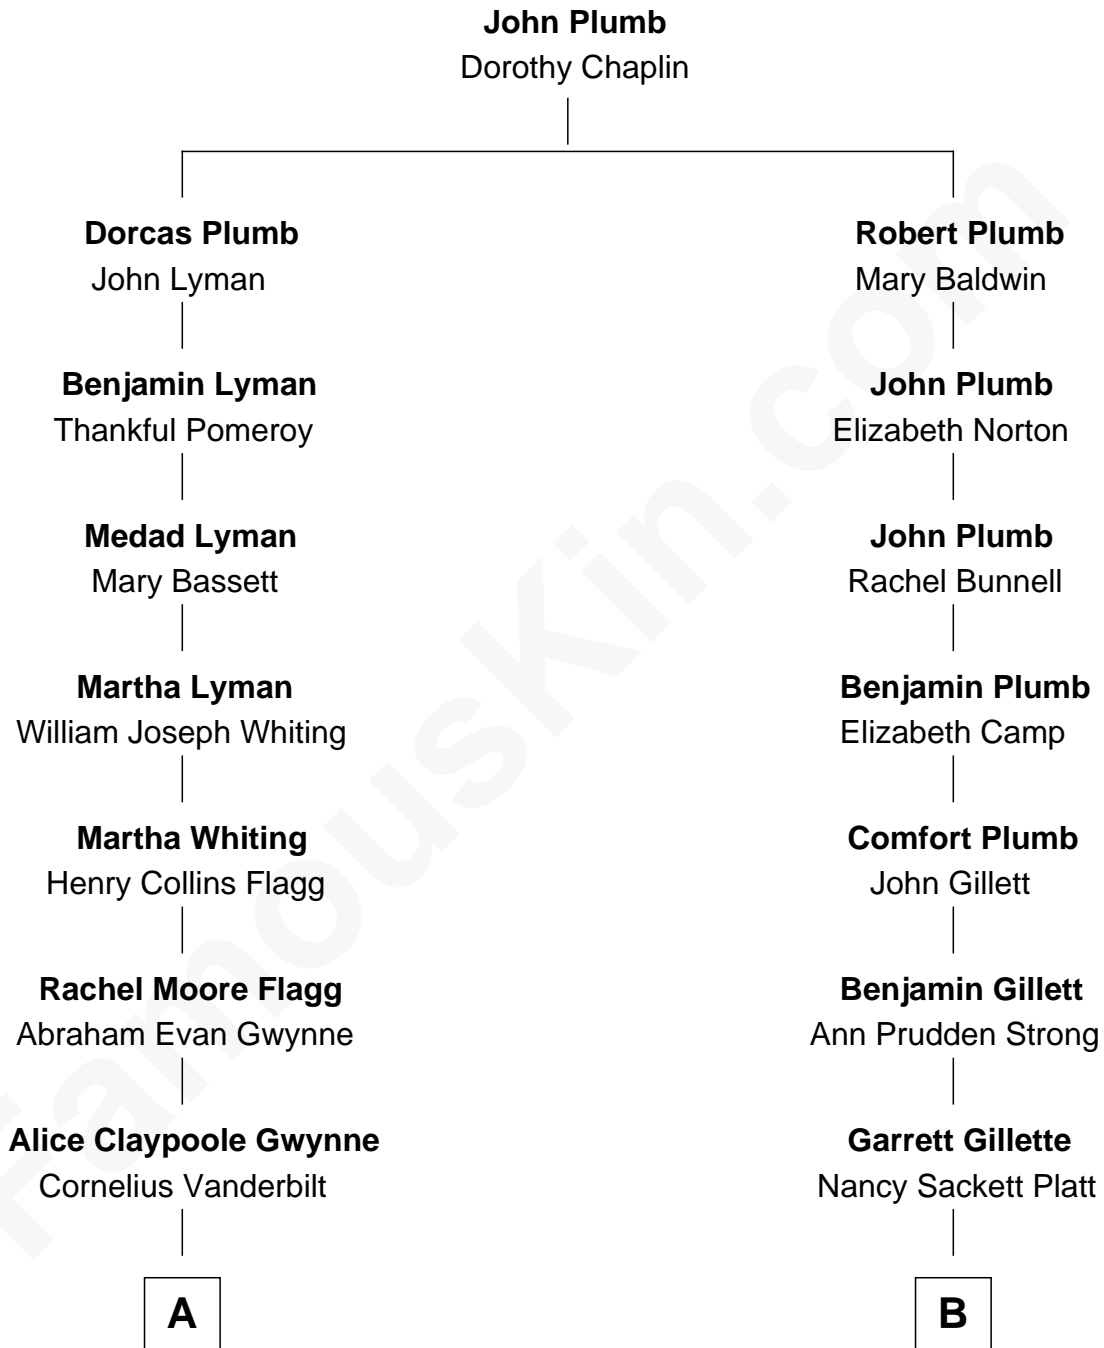 John Plumb
Dorothy Chaplin
Dorcas Plumb
John Lyman
Robert Plumb
Mary Baldwin
Benjamin Lyman
Thankful Pomeroy
John Plumb
Elizabeth Norton
Medad Lyman
Mary Bassett
John Plumb
Rachel Bunnell
Martha Lyman
William Joseph Whiting
Benjamin Plumb
Elizabeth Camp
Martha Whiting
Henry Collins Flagg
Comfort Plumb
John Gillett
Rachel Moore Flagg
Abraham Evan Gwynne
Benjamin Gillett
Ann Prudden Strong
Alice Claypoole Gwynne
Cornelius Vanderbilt
Garrett Gillette
Nancy Sackett Platt
A
B
FamousKin.com